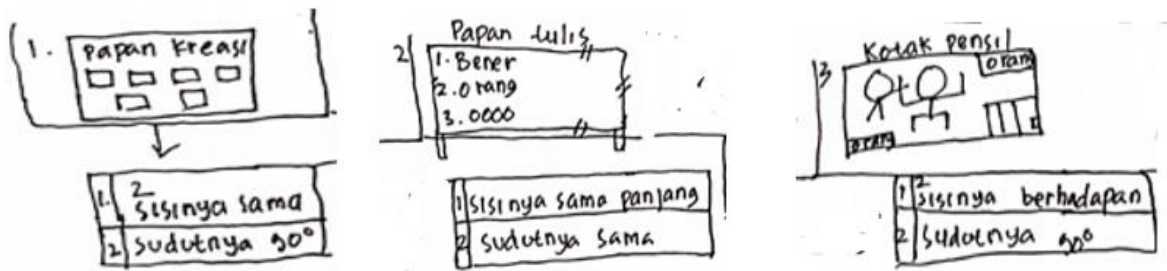 1. Papan kreasi
1. 2 sisinya sama
2 sudutnya 90°
2 Papan tulis
1. Bener
2. Orang
3. 0000
1 sisinya sama panjang
2 sudutnya sama
3 Kotak pensil
orang
orang
1 2 sisinya berhadapan
2 sudutnya 90°